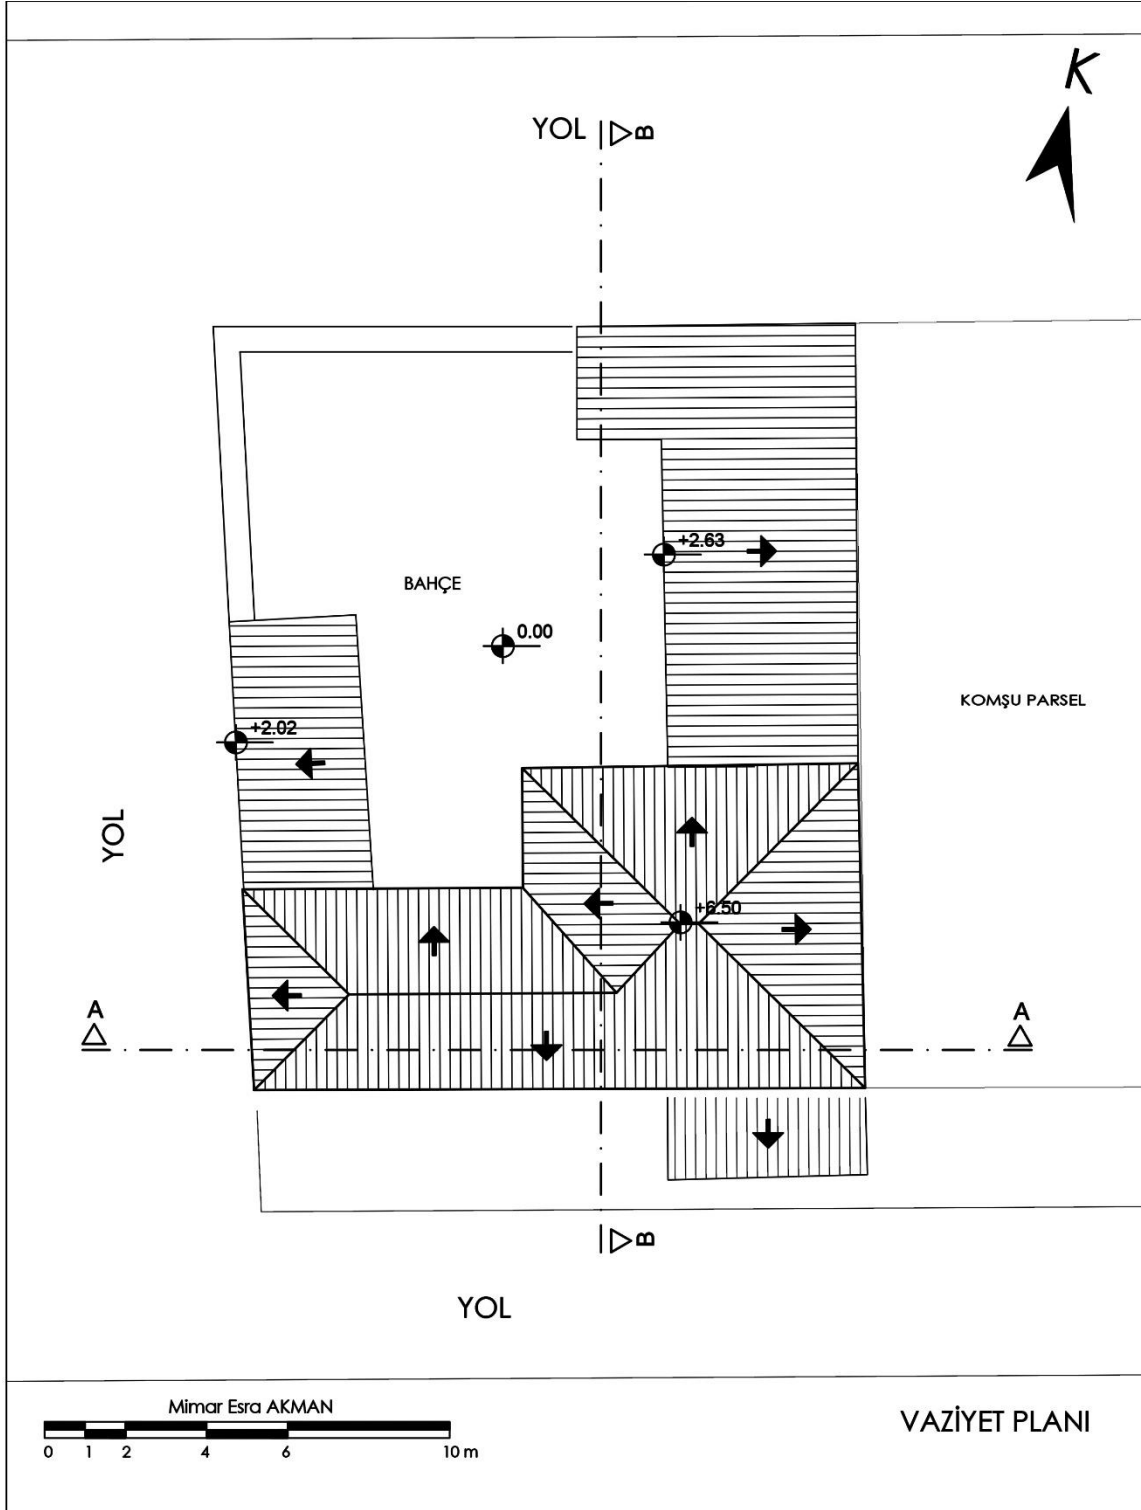 K
YOL
B
+2.63
BAHÇE
0.00
KOMŞU PARSEL
+2.02
YOL
+6.50
A
A
B
YOL
Mimar Esra AKMAN
0 1 2 4 6 10 m
VAZİYET PLANI